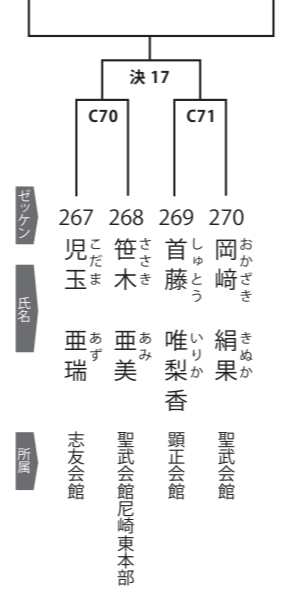 決 17
C70
C71
ゼッケン
267
268
269
270
氏名
児玉 亜瑞
こだま あず
笹木 亜美
ささき あみ
首藤 唯梨香
しゅとう いりか
岡﨑 絹果
おかざき きぬか
所属
志友会館
聖武会館尼崎東本部
顕正会館
聖武会館